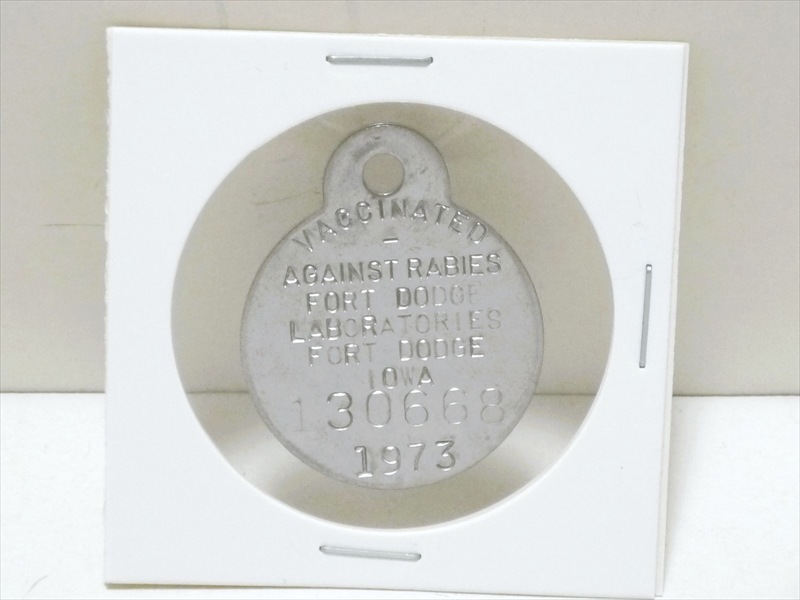 VACCINATED
-
AGAINST RABIES
FORT DODGE
LABORATORIES
FORT DODGE
IOWA
130668
1973